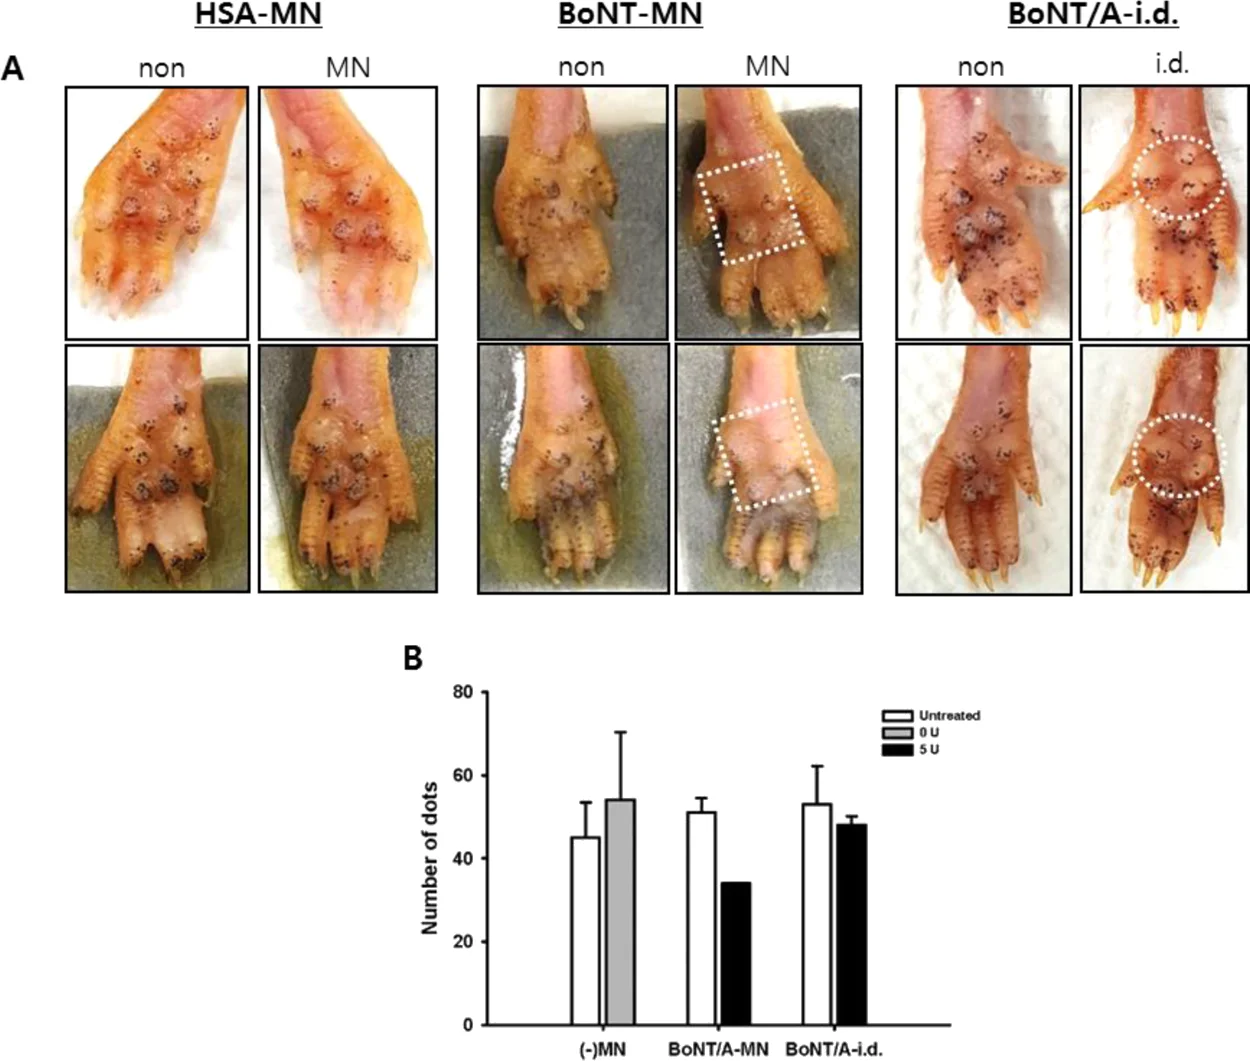 HSA-MN BoNT-MN BoNT/A-i.d.
A non MN non MN non i.d.
B
80
60
40
20
0
Number of dots
Untreated
0 U
5 U
(-)MN BoNT/A-MN BoNT/A-i.d.